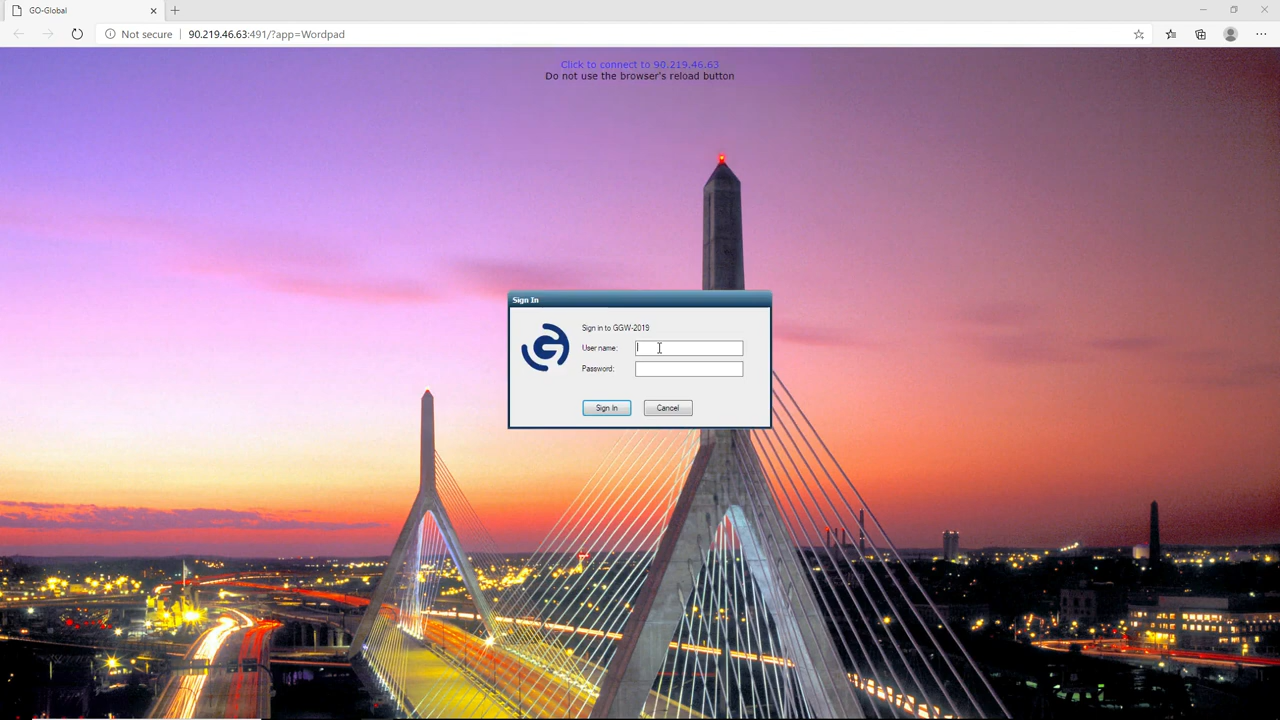 GO-Global
Not secure
90.219.46.63:491/?app=Wordpad
Click to connect to 90.219.46.63
Do not use the browser's reload button
Sign In
Sign in to GGW-2019
User name:
Password:
Sign In
Cancel